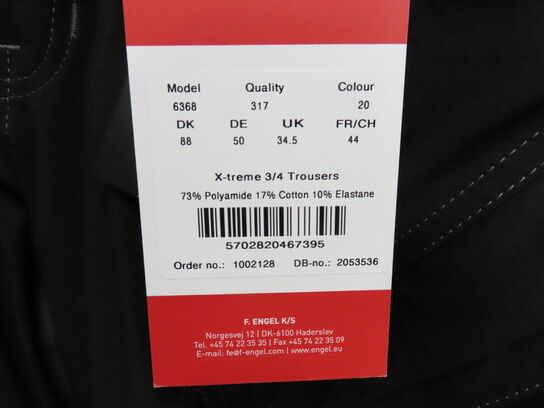 Model Quality Colour
6368 317 20
DK DE UK FR/CH
88 50 34.5 44
X-treme 3/4 Trousers
73% Polyamide 17% Cotton 10% Elastane
5702820467395
Order no.: 1002128 DB-no.: 2053536
F. ENGEL K/S
Norgesvej 12 | DK-6100 Haderslev
Tel. +45 74 22 35 35 | Fax +45 74 22 35 09
E-mail: fe@f-engel.com | www.engel.eu